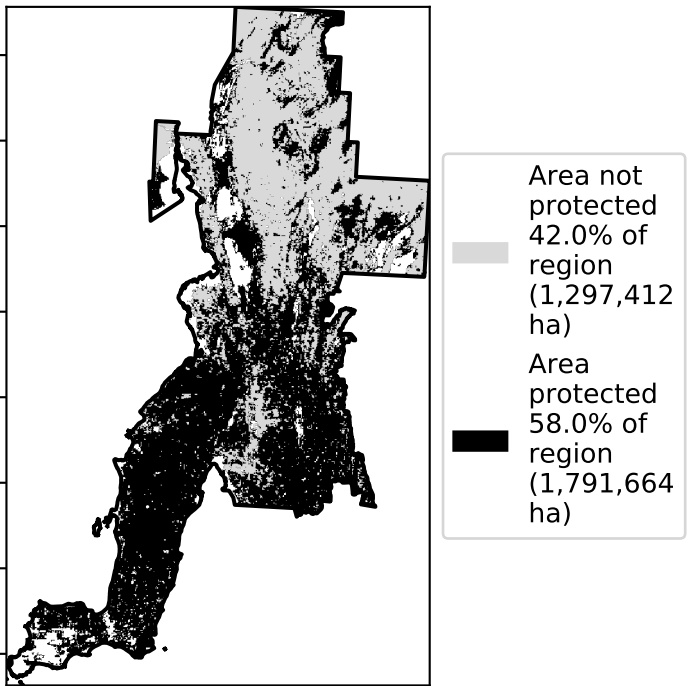 Area not
protected
42.0% of
region
(1,297,412
ha)
Area
protected
58.0% of
region
(1,791,664
ha)